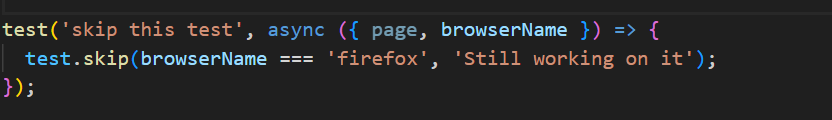 test('skip this test', async ({ page, browserName }) => {
  test.skip(browserName === 'firefox', 'Still working on it');
});